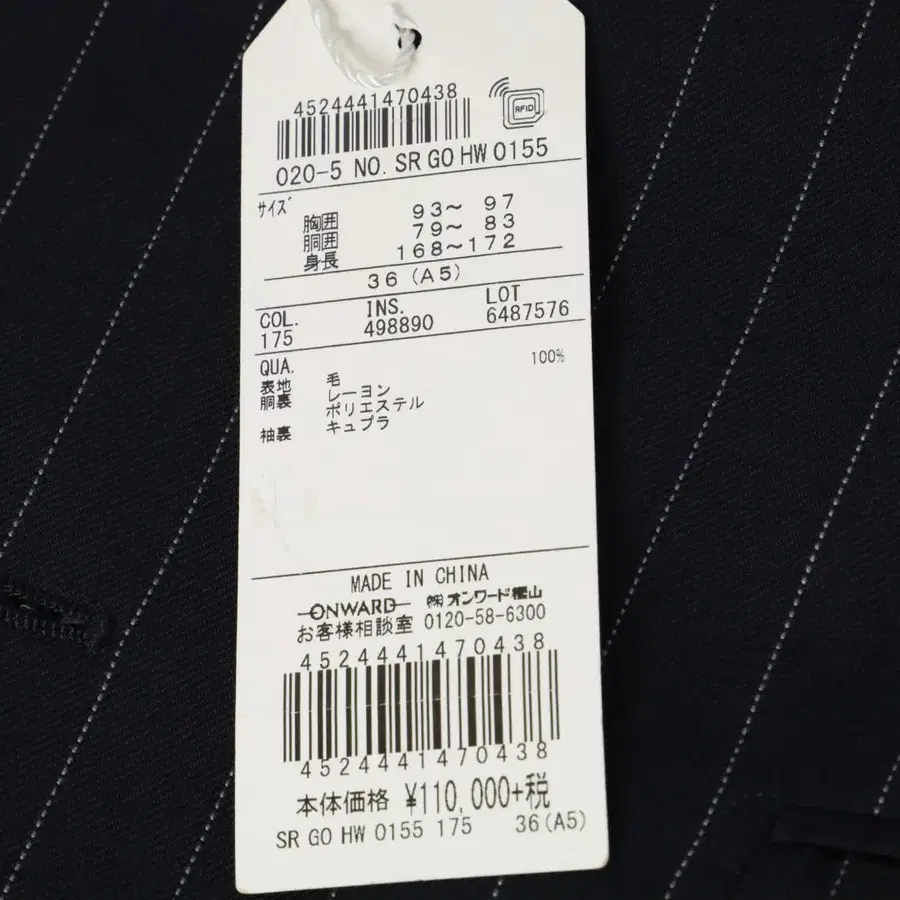 4524441470438
RFID
020-5 NO. SR GO HW 0155
サイズ
胸囲 93～ 97
胴囲 79～ 83
身長 168～172
36(A5)
COL. INS. LOT
175 498890 6487576
QUA.
表地 毛 100%
胴裏 レーヨン
ポリエステル
袖裏 キュプラ
MADE IN CHINA
ONWARD ㈱オンワード樫山
お客様相談室 0120-58-6300
4524441470438
4524441470438
本体価格 ¥110,000+税
SR GO HW 0155 175 36(A5)